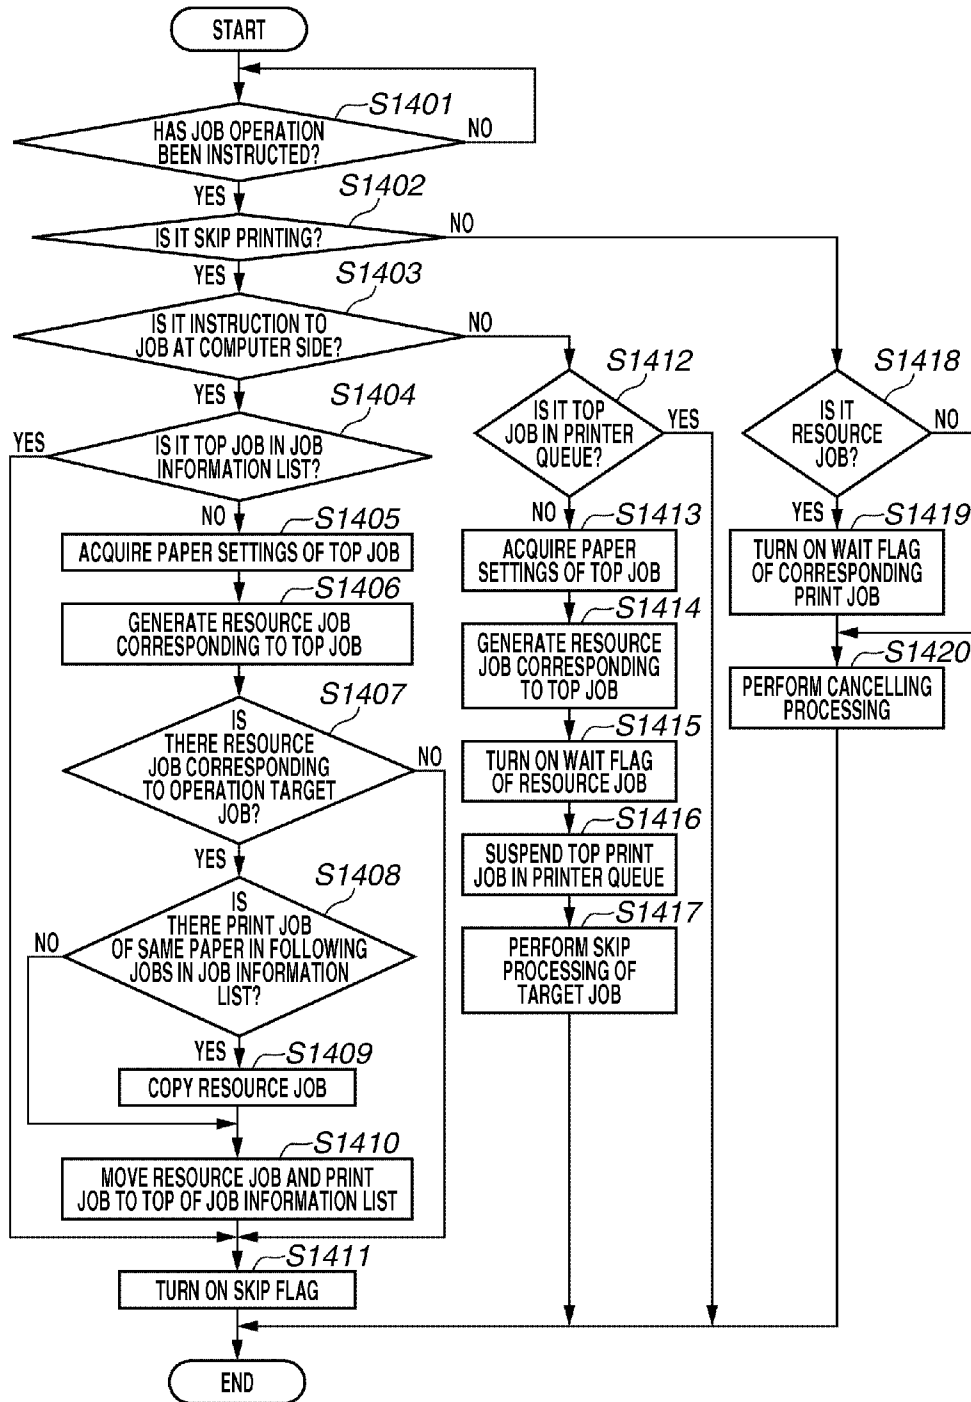 START
S1401
HAS JOB OPERATION
BEEN INSTRUCTED?
NO
YES
S1402
IS IT SKIP PRINTING?
NO
YES
S1403
IS IT INSTRUCTION TO
JOB AT COMPUTER SIDE?
NO
YES
S1404
IS IT TOP JOB IN JOB
INFORMATION LIST?
YES
NO
S1405
ACQUIRE PAPER SETTINGS OF TOP JOB
S1406
GENERATE RESOURCE JOB
CORRESPONDING TO TOP JOB
S1407
IS
THERE RESOURCE
JOB CORRESPONDING
TO OPERATION TARGET
JOB?
NO
YES
S1408
IS
THERE PRINT JOB
OF SAME PAPER IN FOLLOWING
JOBS IN JOB INFORMATION
LIST?
NO
YES
S1409
COPY RESOURCE JOB
S1410
MOVE RESOURCE JOB AND PRINT
JOB TO TOP OF JOB INFORMATION LIST
S1411
TURN ON SKIP FLAG
END
S1412
IS IT TOP
JOB IN PRINTER
QUEUE?
YES
NO
S1413
ACQUIRE PAPER
SETTINGS OF TOP JOB
S1414
GENERATE RESOURCE
JOB CORRESPONDING
TO TOP JOB
S1415
TURN ON WAIT FLAG
OF RESOURCE JOB
S1416
SUSPEND TOP PRINT
JOB IN PRINTER QUEUE
S1417
PERFORM SKIP
PROCESSING OF
TARGET JOB
S1418
IS IT
RESOURCE
JOB?
NO
YES
S1419
TURN ON WAIT FLAG
OF CORRESPONDING
PRINT JOB
S1420
PERFORM CANCELLING
PROCESSING